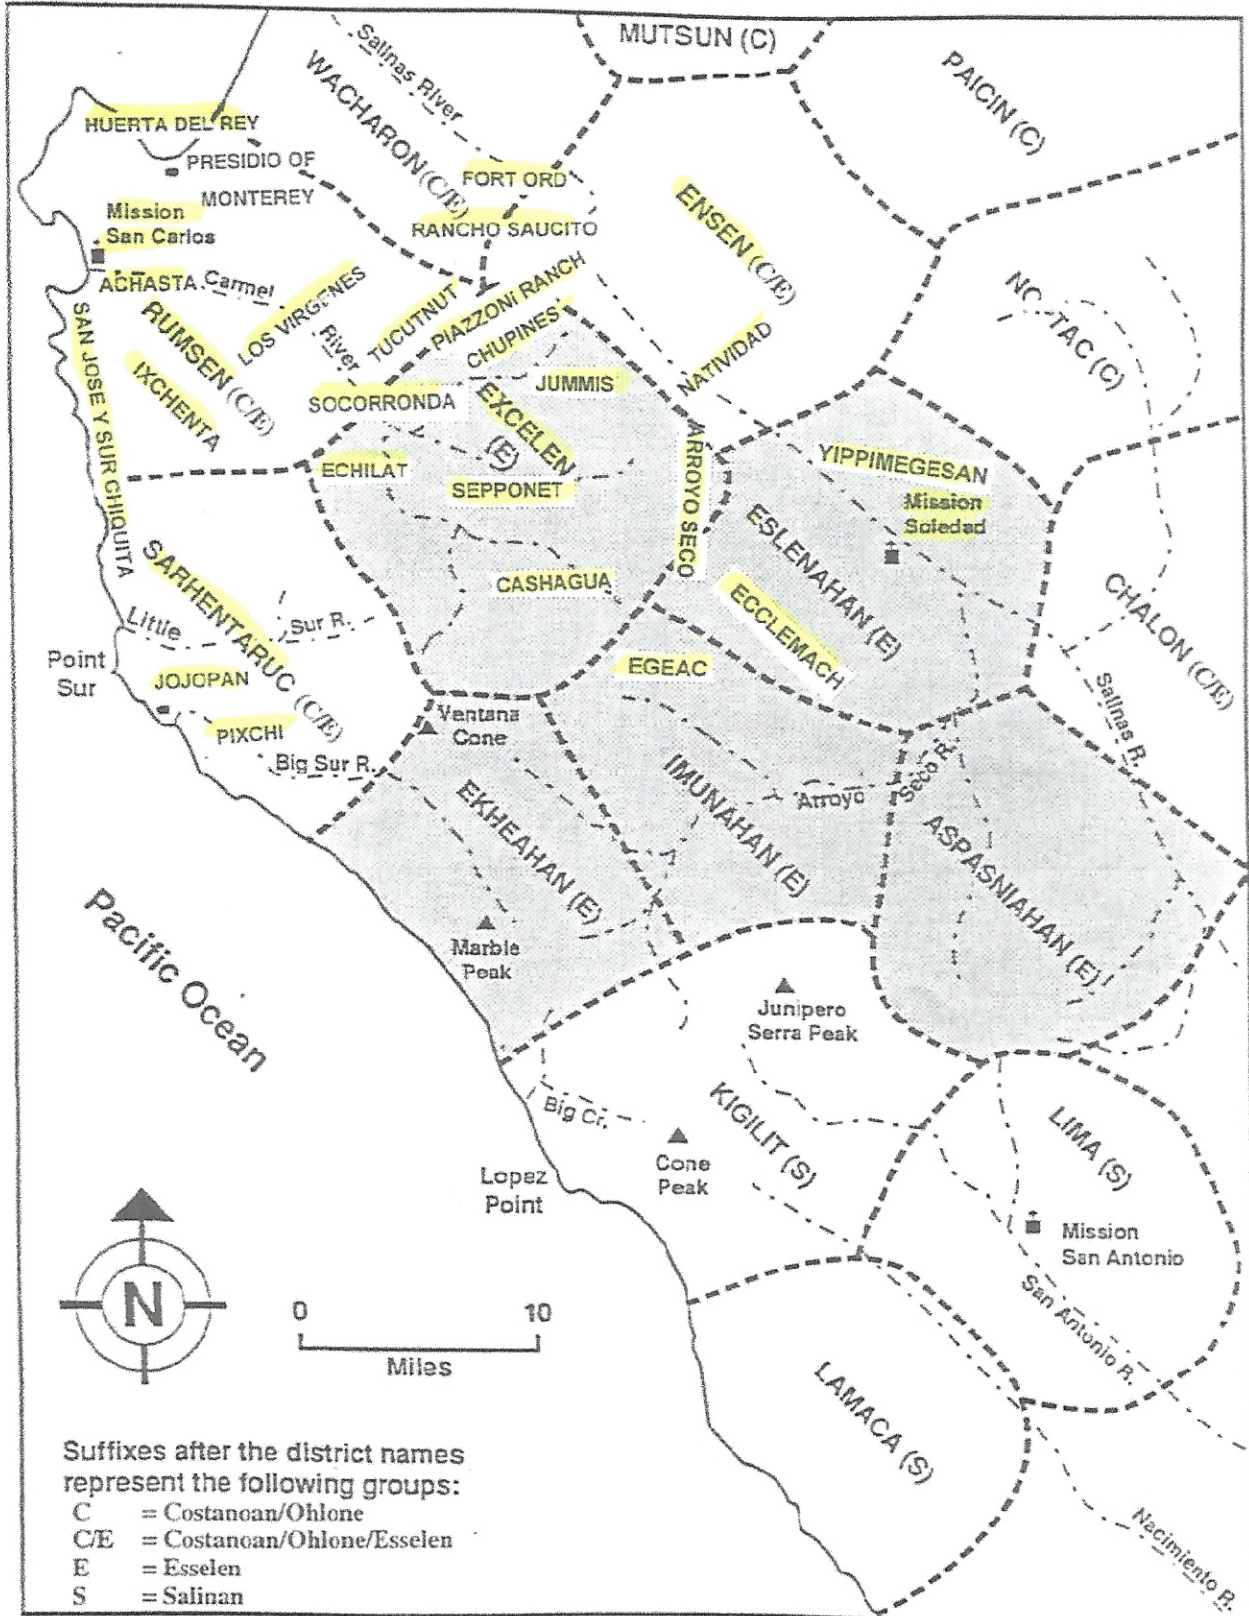 MUTSUN (C)
PAICIN (C)
Salinas River
WACHARON (C/E)
HUERTA DEL REY
PRESIDIO OF
MONTEREY
FORT ORD
RANCHO SAUCITO
ENSEN (C/E)
Mission
San Carlos
ACHASTA
Carmel
River
LOS VIRGENES
TUCUTNUT
PIAZZONI RANCH
CHUPINES
NATIVIDAD
SAN JOSE Y SUR CHIQUITA
RUMSEN (C/E)
IXCHENTA
SOCORRONDA
EXCELEN
(E)
JUMMIS
ECHILAT
SEPPONET
ARROYO SECO
YIPPIMEGESAN
Mission
Soledad
ESLENAHAN (E)
CASHAGUA
ECCLEMACH
CHALON (C/E)
SARHENTARUC (C/E)
Little
Sur R.
Point
Sur
JOJOPAN
PIXCHI
Big Sur R.
EGEAC
Ventana
Cone
Salinas R.
IMUNAHAN (E)
Arroyo
Seco R.
EKHEAHAN (E)
ASPASNIAHAN (E)
Marble
Peak
Pacific Ocean
Junipero
Serra Peak
Big Cr.
KIGILIT (S)
LIMA (S)
Cone
Peak
Lopez
Point
Mission
San Antonio
San Antonio R.
N
0 10
Miles
LAMACA (S)
Nacimiento R.
Suffixes after the district names
represent the following groups:
C = Costanoan/Ohlone
C/E = Costanoan/Ohlone/Esselen
E = Esselen
S = Salinan